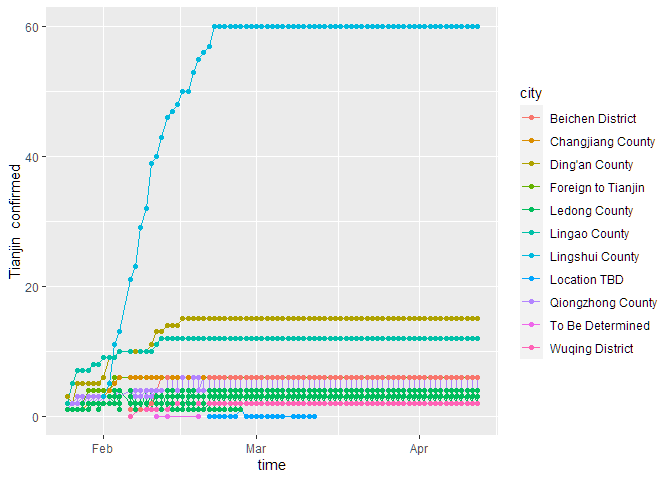 60
40
20
0
Tianjin confirmed
Feb
Mar
Apr
time
city
Beichen District
Changjiang County
Ding'an County
Foreign to Tianjin
Ledong County
Lingao County
Lingshui County
Location TBD
Qiongzhong County
To Be Determined
Wuqing District